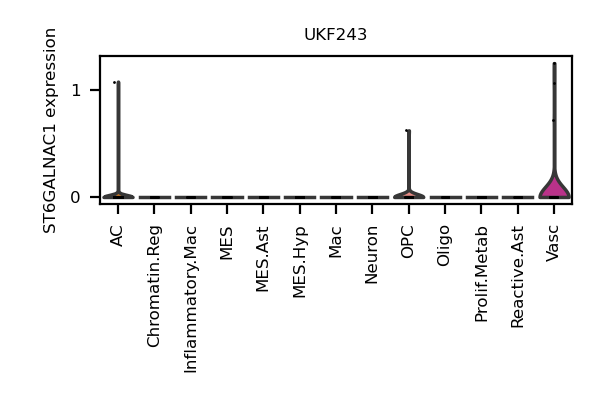 UKF243
ST6GALNAC1 expression
1
0
AC
Chromatin.Reg
Inflammatory.Mac
MES
MES.Ast
MES.Hyp
Mac
Neuron
OPC
Oligo
Prolif.Metab
Reactive.Ast
Vasc